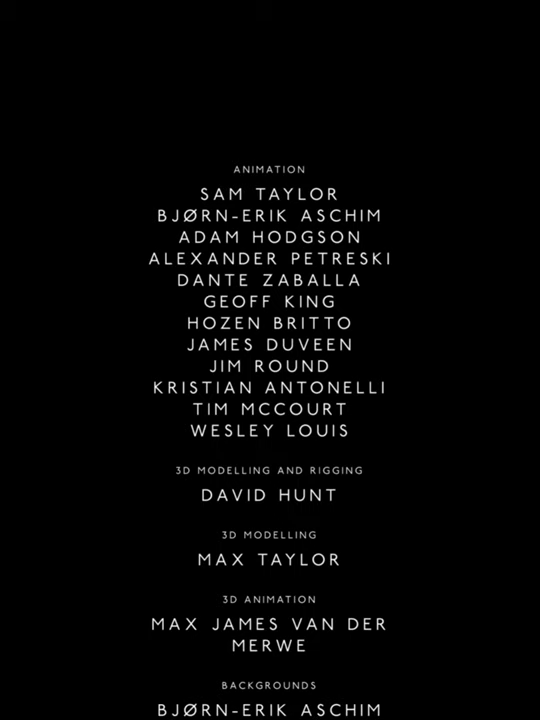 ANIMATION
SAM TAYLOR
BJØRN-ERIK ASCHIM
ADAM HODGSON
ALEXANDER PETRESKI
DANTE ZABALLA
GEOFF KING
HOZEN BRITTO
JAMES DUVEEN
JIM ROUND
KRISTIAN ANTONELLI
TIM MCCOURT
WESLEY LOUIS
3D MODELLING AND RIGGING
DAVID HUNT
3D MODELLING
MAX TAYLOR
3D ANIMATION
MAX JAMES VAN DER
MERWE
BACKGROUNDS
BJØRN-ERIK ASCHIM